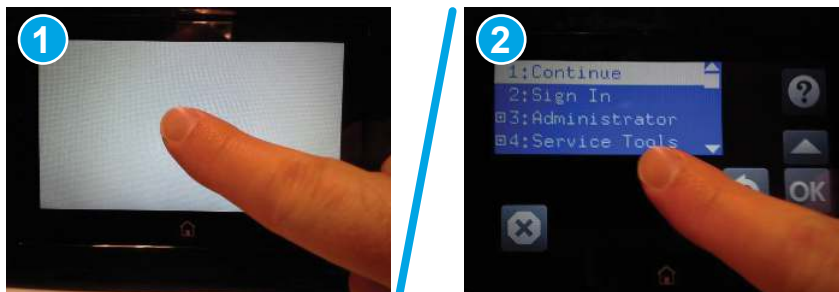 1
2
1:Continue
2:Sign In
3:Administrator
4:Service Tools
?
OK